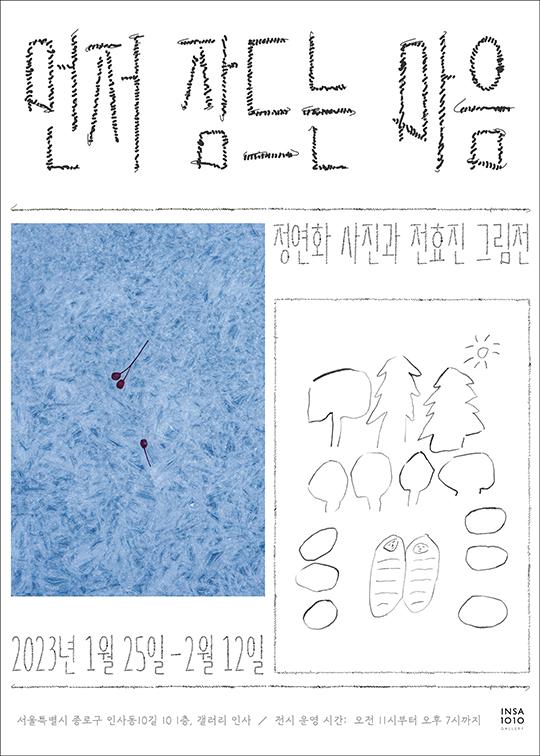 먼저 잠드는 마음
정연화 사진과 전효진 그림전
2023년 1월 25일-2월 12일
서울특별시 종로구 인사동10길 10 1층, 갤러리 인사 / 전시 운영 시간: 오전 11시부터 오후 7시까지
INSA
1010
GALLERY